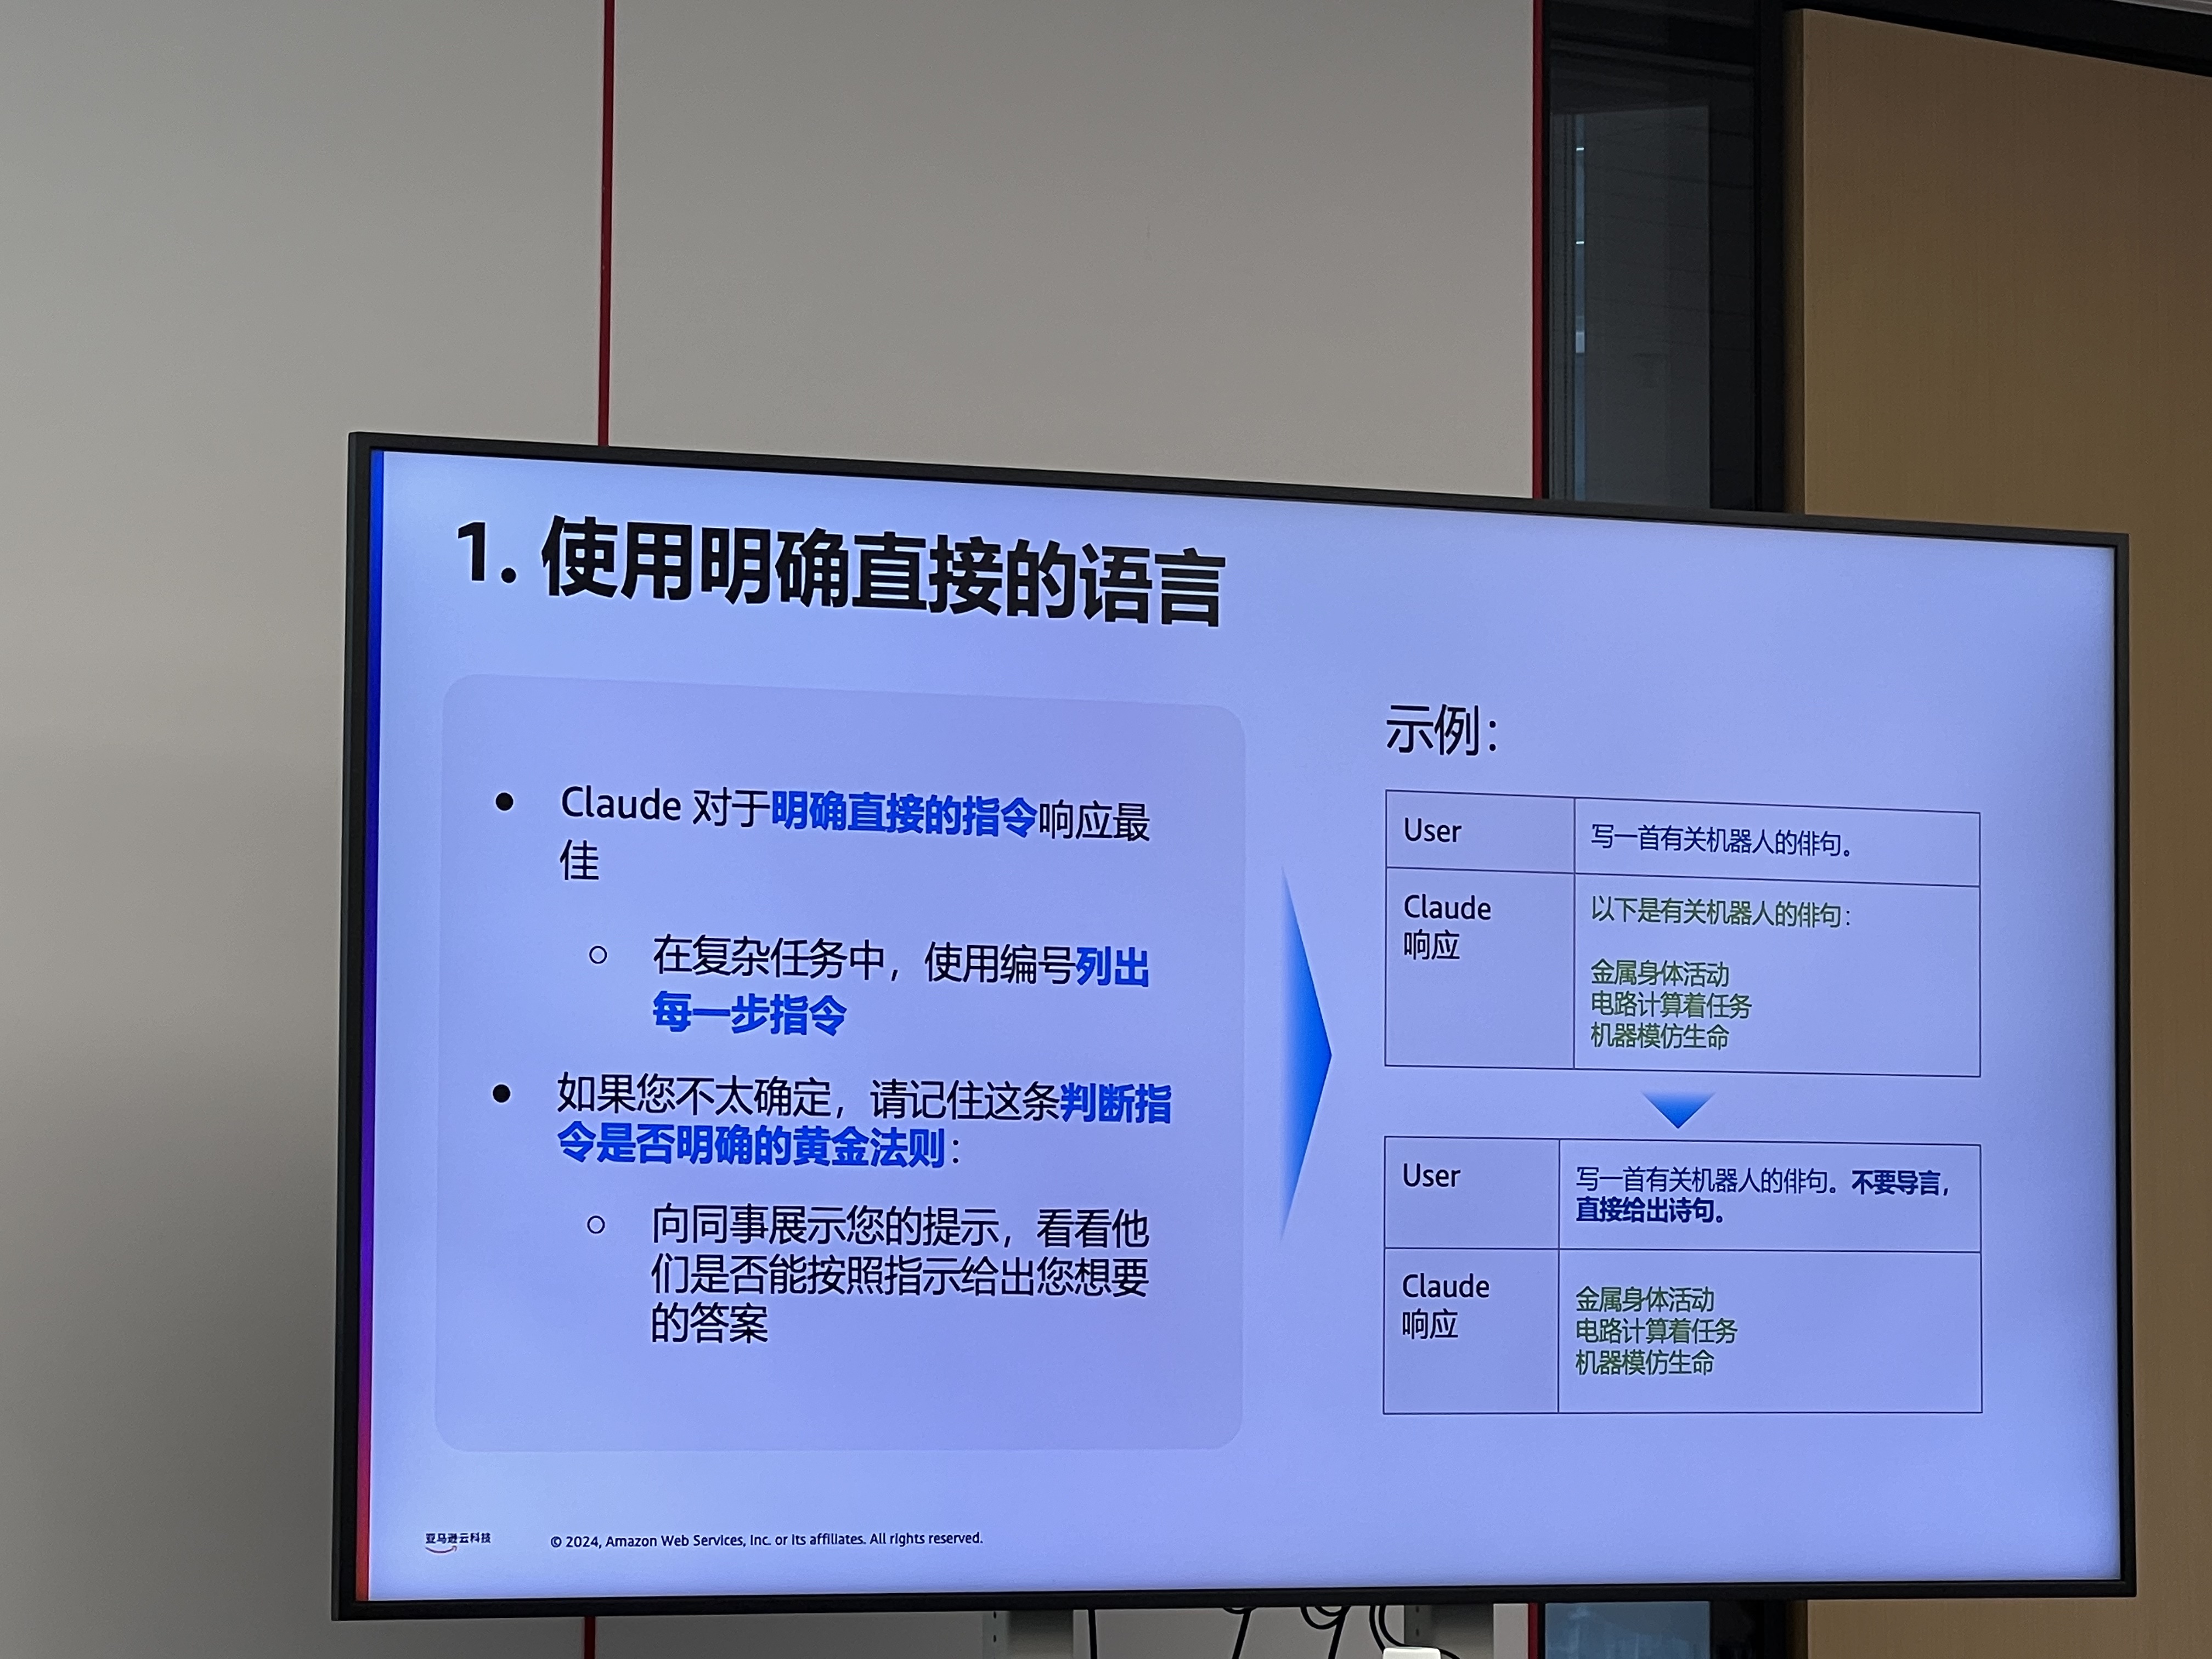 1. 使用明确直接的语言
Claude 对于明确直接的指令响应最
佳
在复杂任务中，使用编号列出
每一步指令
如果您不太确定，请记住这条判断指
令是否明确的黄金法则：
向同事展示您的提示，看看他
们是否能按照指示给出您想要
的答案
示例：
User
写一首有关机器人的俳句。
Claude
响应
以下是有关机器人的俳句：
金属身体活动
电路计算着任务
机器模仿生命
User
写一首有关机器人的俳句。不要导言，
直接给出诗句。
Claude
响应
金属身体活动
电路计算着任务
机器模仿生命
亚马逊云科技
© 2024, Amazon Web Services, Inc. or its affiliates. All rights reserved.